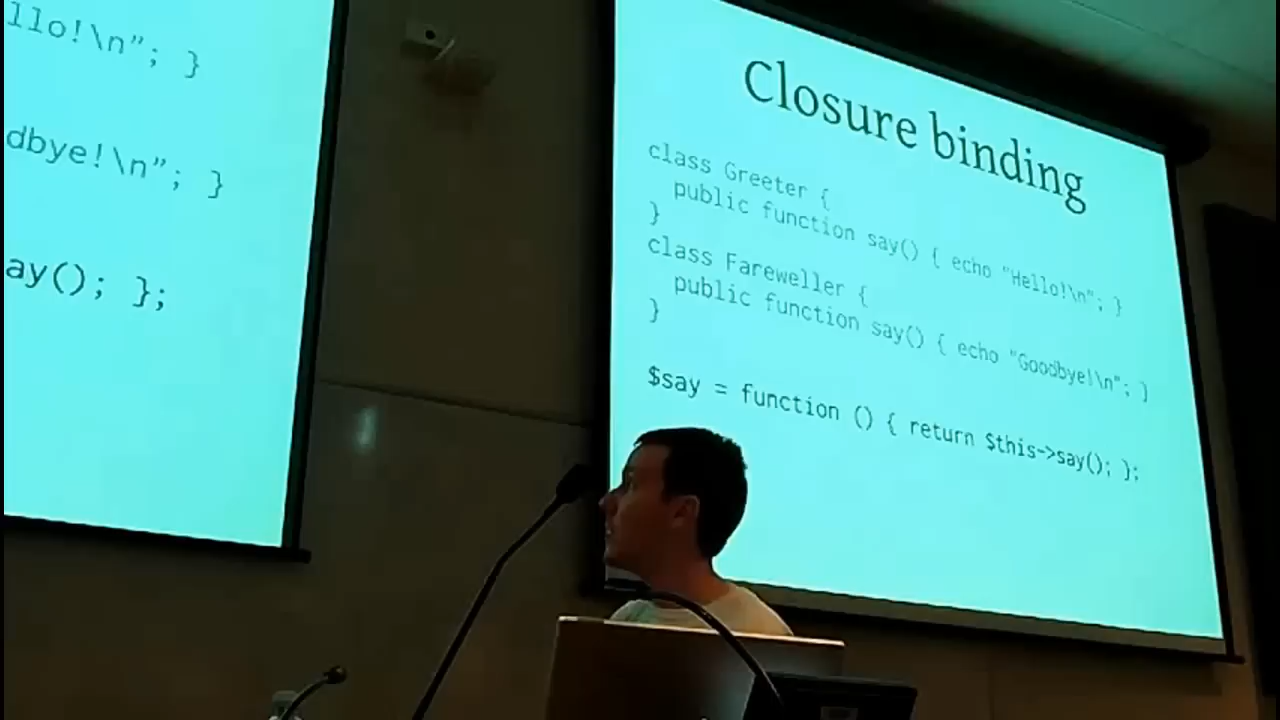 llo!\n"; }
dbye!\n"; }
ay(); };
Closure binding
class Greeter {
public function say() { echo "Hello!\n"; }
}
class Fareweller {
public function say() { echo "Goodbye!\n"; }
}
$say = function () { return $this->say(); };